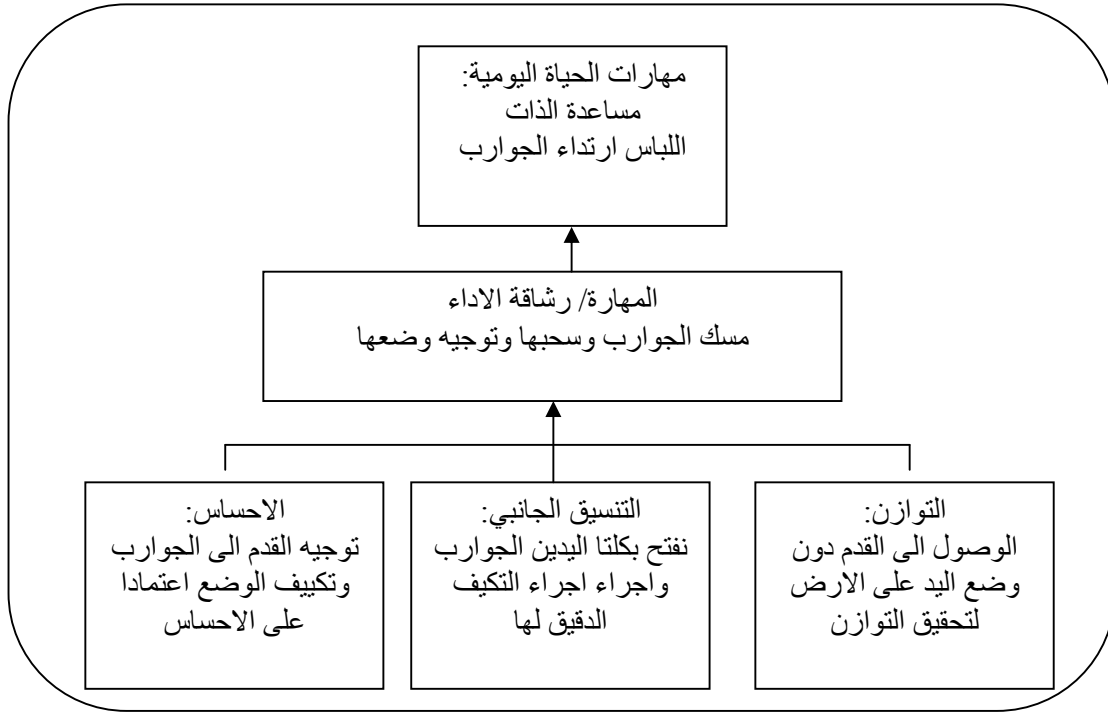 مهارات الحياة اليومية:
مساعدة الذات
اللباس ارتداء الجوارب
المهارة/ رشاقة الاداء
مسك الجوارب وسحبها وتوجيه وضعها
التوازن:
الوصول الى القدم دون
وضع اليد على الارض
لتحقيق التوازن
التنسيق الجانبي:
نفتح بكلتا اليدين الجوارب
واجراء اجراء التكيف
الدقيق لها
الاحساس:
توجيه القدم الى الجوارب
وتكييف الوضع اعتمادا
على الاحساس